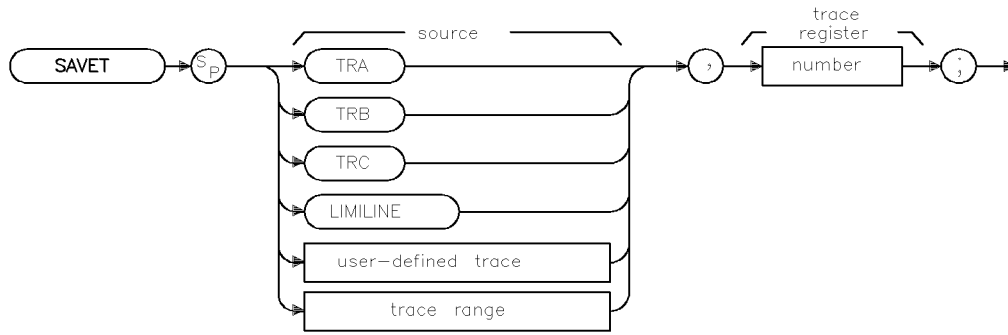 source
trace
register
SAVET
SP
TRA
,
number
;
TRB
TRC
LIMILINE
user-defined trace
trace range